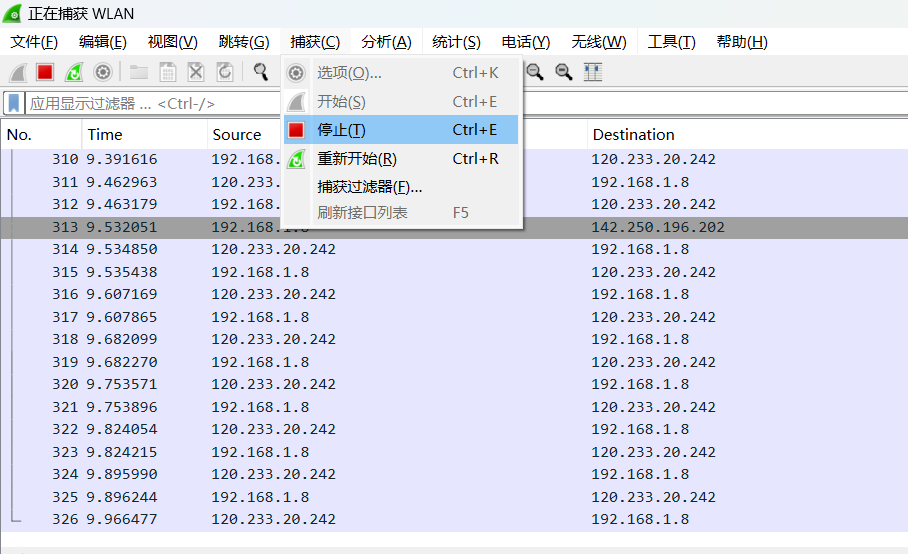 正在捕获 WLAN
文件(F) 编辑(E) 视图(V) 跳转(G) 捕获(C) 分析(A) 统计(S) 电话(Y) 无线(W) 工具(T) 帮助(H)
选项(O)... Ctrl+K
开始(S) Ctrl+E
停止(T) Ctrl+E
重新开始(R) Ctrl+R
捕获过滤器(F)...
刷新接口列表 F5
应用显示过滤器 ... <Ctrl-/>
No. Time Source Destination
310 9.391616 192.168. 120.233.20.242
311 9.462963 120.233. 192.168.1.8
312 9.463179 192.168. 120.233.20.242
313 9.532051 192.168.1.8 142.250.196.202
314 9.534850 120.233.20.242 192.168.1.8
315 9.535438 192.168.1.8 120.233.20.242
316 9.607169 120.233.20.242 192.168.1.8
317 9.607865 192.168.1.8 120.233.20.242
318 9.682099 120.233.20.242 192.168.1.8
319 9.682270 192.168.1.8 120.233.20.242
320 9.753571 120.233.20.242 192.168.1.8
321 9.753896 192.168.1.8 120.233.20.242
322 9.824054 120.233.20.242 192.168.1.8
323 9.824215 192.168.1.8 120.233.20.242
324 9.895990 120.233.20.242 192.168.1.8
325 9.896244 192.168.1.8 120.233.20.242
326 9.966477 120.233.20.242 192.168.1.8